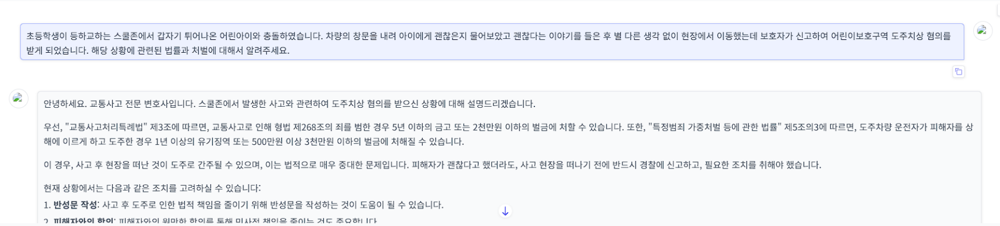 초등학생이 등하교하는 스쿨존에서 갑자기 튀어나온 어린아이와 충돌하였습니다. 차량의 창문을 내려 아이에게 괜찮은지 물어보았고 괜찮다는 이야기를 들은 후 별 다른 생각 없이 현장에서 이동했는데 보호자가 신고하여 어린이보호구역 도주치상 혐의를
받게 되었습니다. 해당 상황에 관련된 법률과 처벌에 대해서 알려주세요.
안녕하세요. 교통사고 전문 변호사입니다. 스쿨존에서 발생한 사고와 관련하여 도주치상 혐의를 받으신 상황에 대해 설명드리겠습니다.
우선, "교통사고처리특례법" 제3조에 따르면, 교통사고로 인해 형법 제268조의 죄를 범한 경우 5년 이하의 금고 또는 2천만원 이하의 벌금에 처할 수 있습니다. 또한, "특정범죄 가중처벌 등에 관한 법률" 제5조의3에 따르면, 도주차량 운전자가 피해자를 상
해에 이르게 하고 도주한 경우 1년 이상의 유기징역 또는 500만원 이상 3천만원 이하의 벌금에 처해질 수 있습니다.
이 경우, 사고 후 현장을 떠난 것이 도주로 간주될 수 있으며, 이는 법적으로 매우 중대한 문제입니다. 피해자가 괜찮다고 했더라도, 사고 현장을 떠나기 전에 반드시 경찰에 신고하고, 필요한 조치를 취해야 했습니다.
현재 상황에서는 다음과 같은 조치를 고려하실 수 있습니다:
1. 반성문 작성: 사고 후 도주로 인한 법적 책임을 줄이기 위해 반성문을 작성하는 것이 도움이 될 수 있습니다.
2. 피해자와의 합의: 피해자와의 원만한 합의를 통해 민사적 책임을 줄이는 것도 중요합니다.